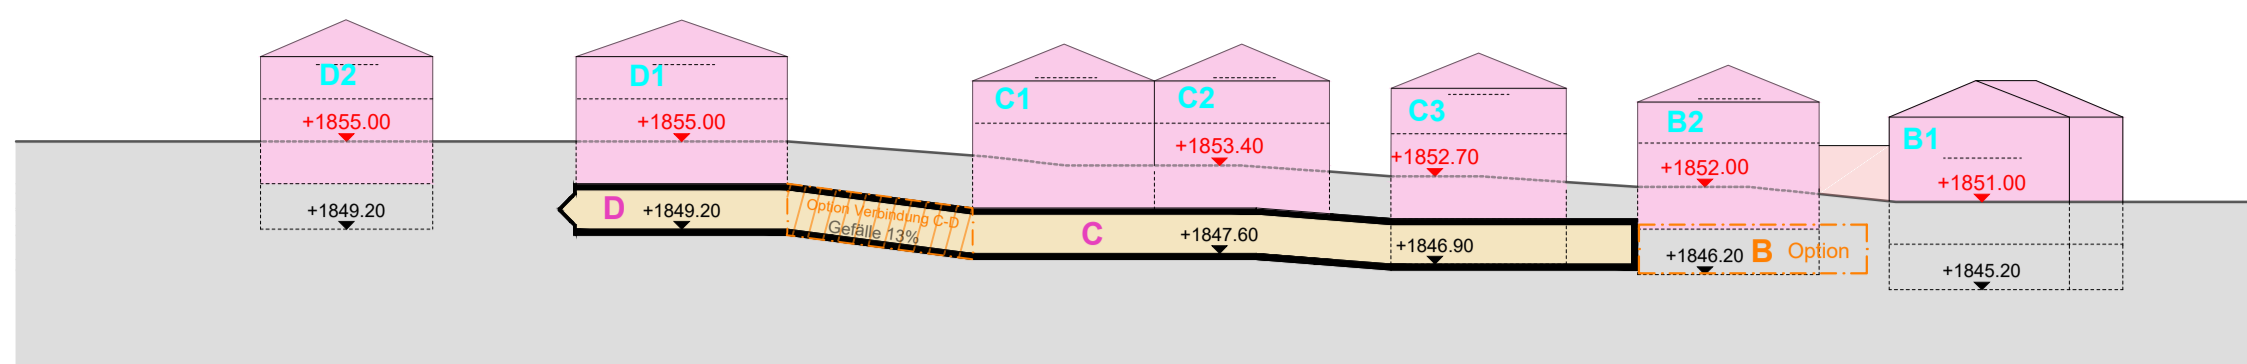 D2
+1855.00
+1849.20
D1
+1855.00
D
+1849.20
Option Verbindung C-D
Gefälle 13%
C1
C2
+1853.40
C
+1847.60
C3
+1852.70
+1846.90
B2
+1852.00
+1846.20
B Option
B1
+1851.00
+1845.20